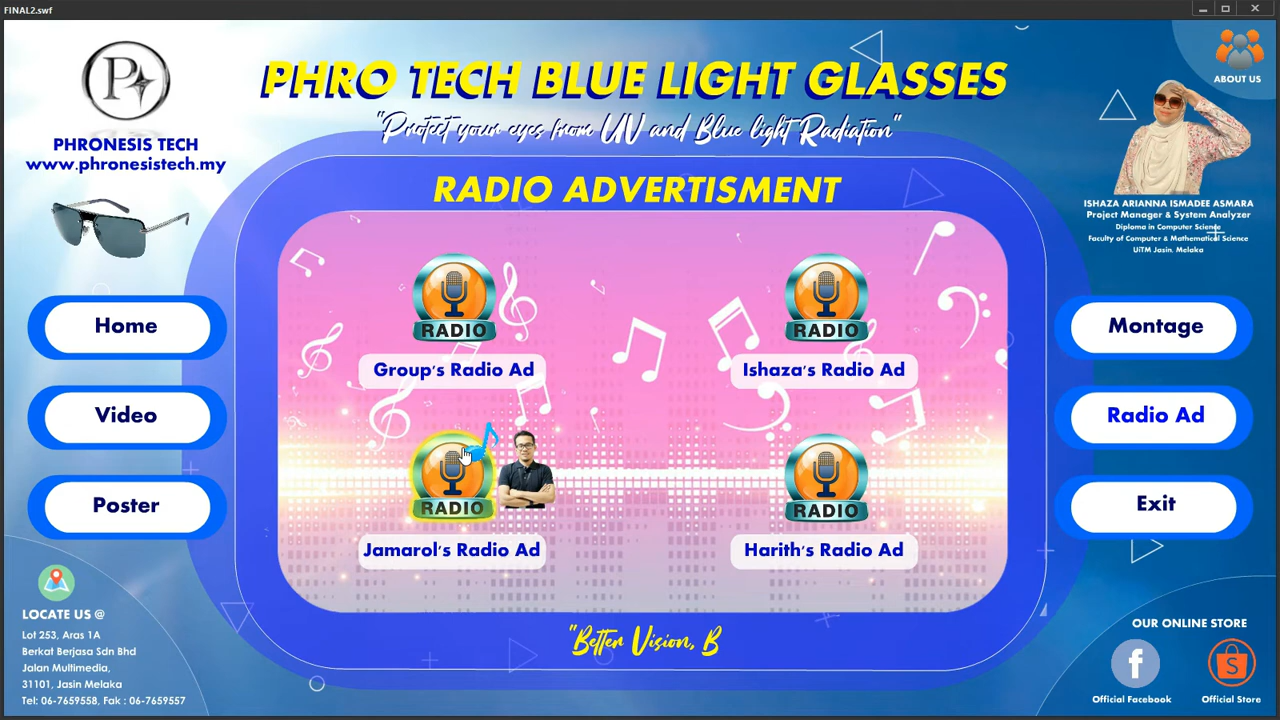 FINAL2.swf
P
PHRONESIS TECH
www.phronesistech.my
PHRO TECH BLUE LIGHT GLASSES
"Protect your eyes from UV and Blue light Radiation"
ABOUT US
ISHAZA ARIANNA ISMADEE ASMARA
Project Manager & System Analyzer
Diploma in Computer Science
Faculty of Computer & Mathematical Science
UiTM Jasin, Melaka
RADIO ADVERTISMENT
RADIO
Group's Radio Ad
RADIO
Ishaza's Radio Ad
RADIO
Jamarol's Radio Ad
RADIO
Harith's Radio Ad
Home
Video
Poster
Montage
Radio Ad
Exit
"Better Vision, B
LOCATE US @
Lot 253, Aras 1A
Berkat Berjasa Sdn Bhd
Jalan Multimedia,
31101, Jasin Melaka
Tel: 06-7659558, Fak : 06-7659557
OUR ONLINE STORE
f
S
Official Facebook
Official Store